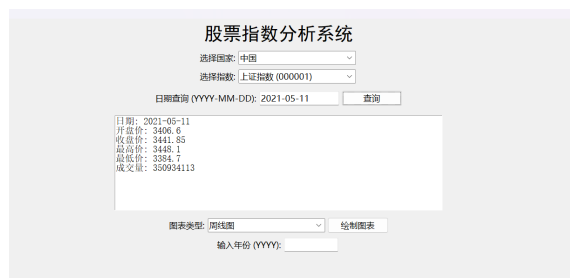 股票指数分析系统
选择国家: 中国
选择指数: 上证指数 (000001)
日期查询 (YYYY-MM-DD): 2021-05-11 查询
日期: 2021-05-11
开盘价: 3406.6
收盘价: 3441.85
最高价: 3448.1
最低价: 3384.7
成交量: 350934113
图表类型: 周线图 绘制图表
输入年份 (YYYY):